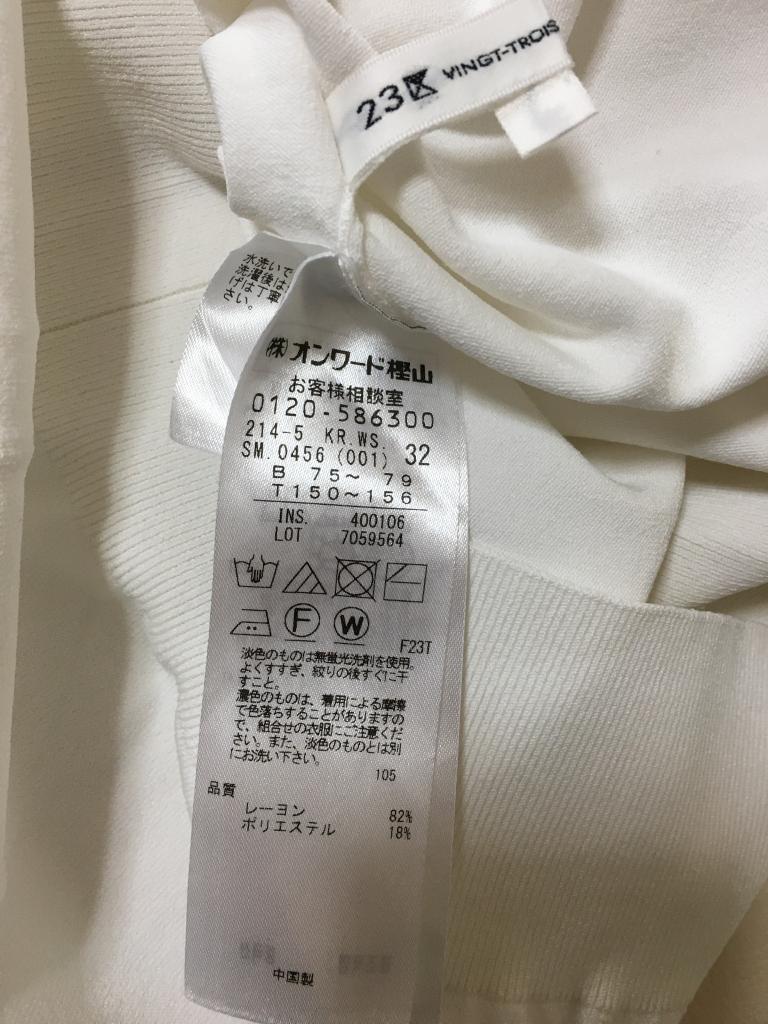 23区 VINGT-TROIS
水洗いで
洗濯後は
げは丁寧
さい。
(株)オンワード樫山
お客様相談室
0120-586300
214-5 KR.WS.
SM.0456 (001) 32
B 75～ 79
T150～156
INS. 400106
LOT 7059564
F W
F23T
淡色のものは無蛍光洗剤を使用。
よくすすぎ、絞りの後すぐに干
すこと。
濃色のものは、着用による摩擦
で色落ちすることがありますの
で、組合せの衣服にご注意くだ
さい。また、淡色のものとは別
にお洗い下さい。
105
品質
レーヨン 82%
ポリエステル 18%
中国製